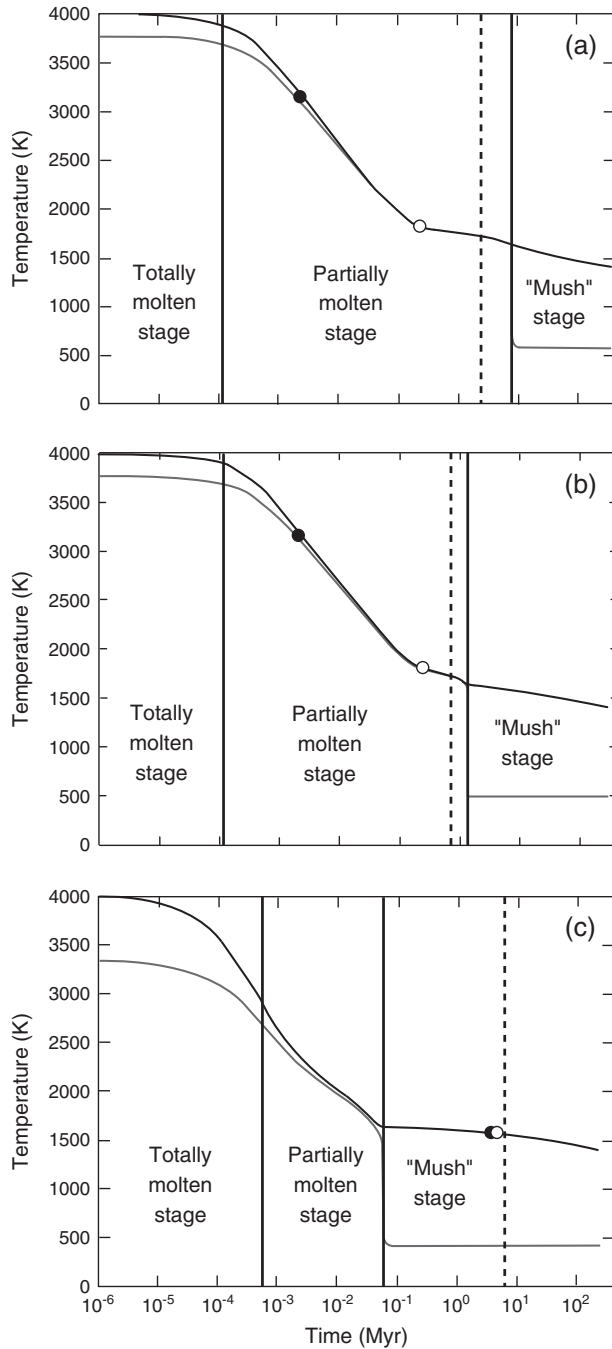 4000
(a)
3500
3000
2500
2000
1500
1000
500
0
Temperature (K)
Totally
molten
stage
Partially
molten
stage
"Mush"
stage
4000
(b)
3500
3000
2500
2000
1500
1000
500
0
Temperature (K)
Totally
molten
stage
Partially
molten
stage
"Mush"
stage
4000
(c)
3500
3000
2500
2000
1500
1000
500
0
Temperature (K)
Totally
molten
stage
Partially
molten
stage
"Mush"
stage
10⁻⁶ 10⁻⁵ 10⁻⁴ 10⁻³ 10⁻² 10⁻¹ 10⁰ 10¹ 10²
Time (Myr)